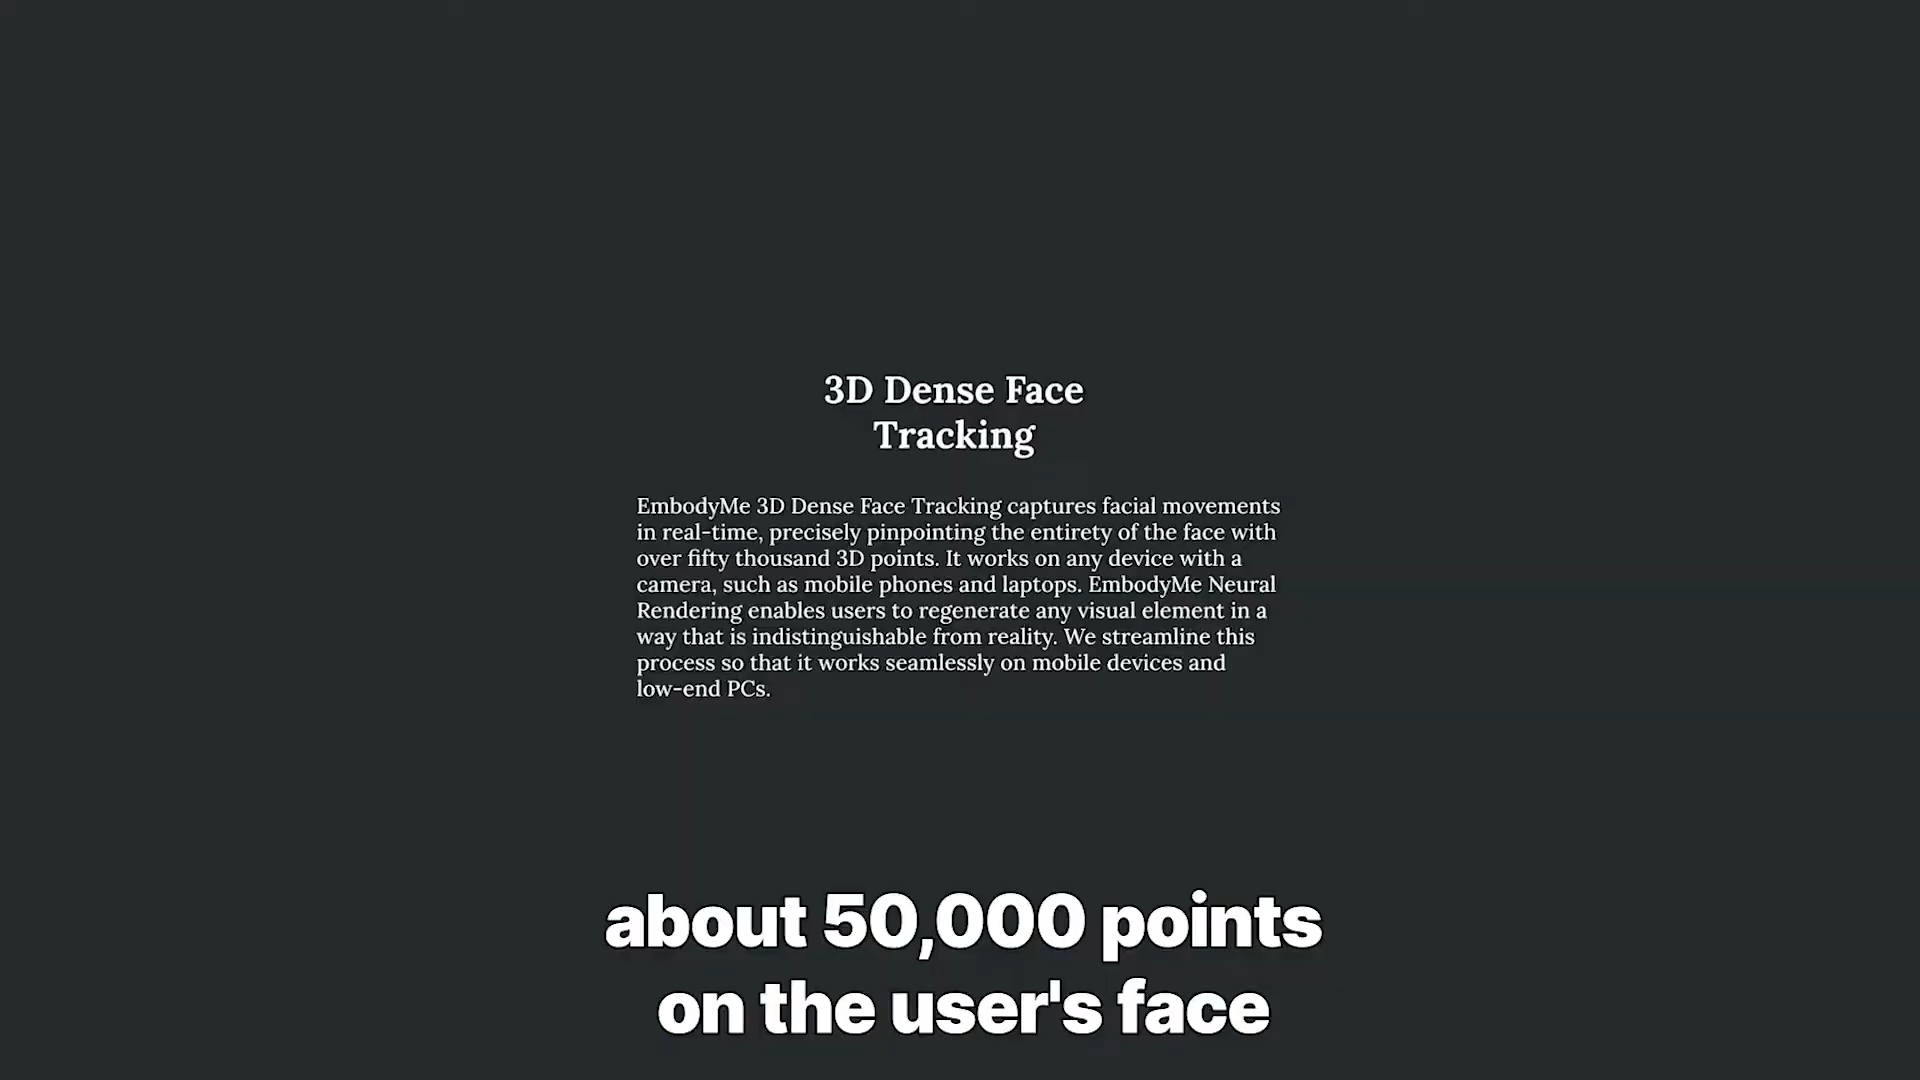 3D Dense Face
Tracking
EmbodyMe 3D Dense Face Tracking captures facial movements
in real-time, precisely pinpointing the entirety of the face with
over fifty thousand 3D points. It works on any device with a
camera, such as mobile phones and laptops. EmbodyMe Neural
Rendering enables users to regenerate any visual element in a
way that is indistinguishable from reality. We streamline this
process so that it works seamlessly on mobile devices and
low-end PCs.
about 50,000 points
on the user's face